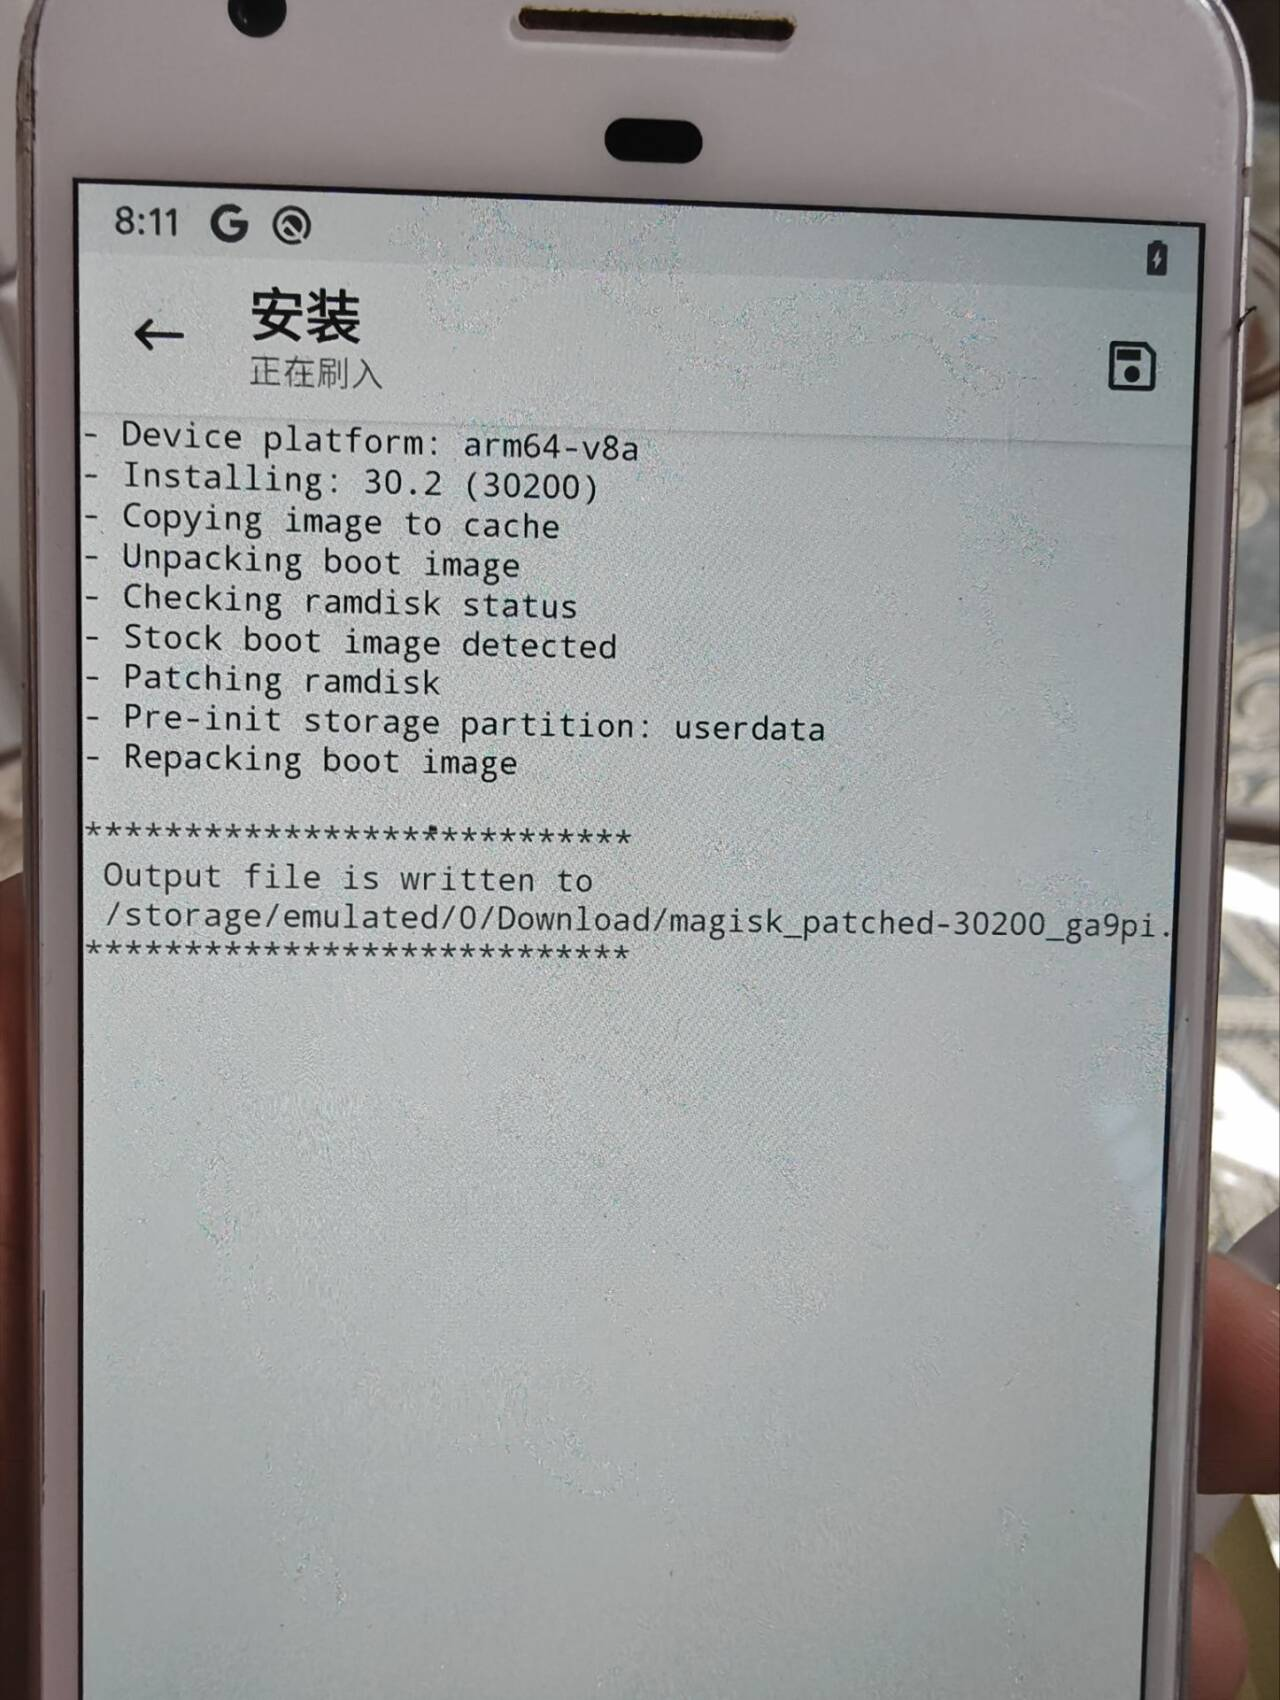 8:11
安装
正在刷入
- Device platform: arm64-v8a
- Installing: 30.2 (30200)
- Copying image to cache
- Unpacking boot image
- Checking ramdisk status
- Stock boot image detected
- Patching ramdisk
- Pre-init storage partition: userdata
- Repacking boot image
****************************
Output file is written to
/storage/emulated/0/Download/magisk_patched-30200_ga9pi.
****************************